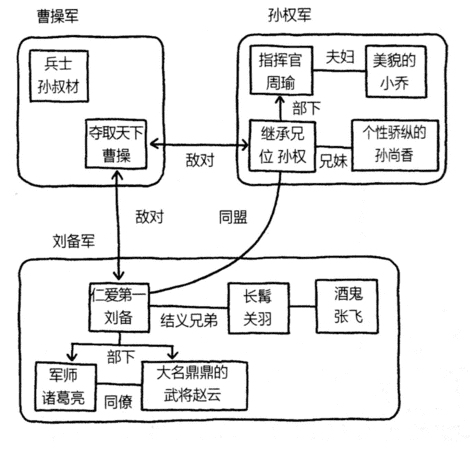 曹操军
孙权军
兵士
孙叔材
夺取天下
曹操
指挥官
周瑜
夫妇
美貌的
小乔
部下
继承兄
位 孙权
兄妹
个性骄纵的
孙尚香
敌对
敌对
同盟
刘备军
仁爱第一
刘备
结义兄弟
长髯
关羽
酒鬼
张飞
部下
军师
诸葛亮
同僚
大名鼎鼎的
武将赵云